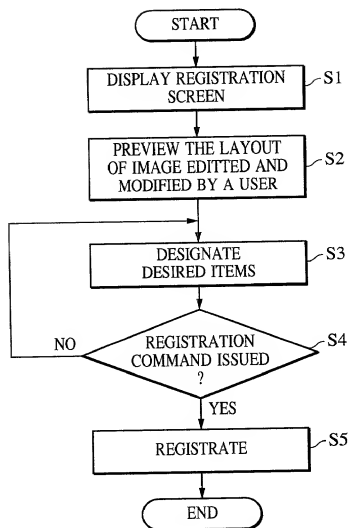 START
DISPLAY REGISTRATION
SCREEN
S1
PREVIEW THE LAYOUT
OF IMAGE EDITTED AND
MODIFIED BY A USER
S2
DESIGNATE
DESIRED ITEMS
S3
REGISTRATION
COMMAND ISSUED
?
S4
NO
YES
REGISTRATE
S5
END